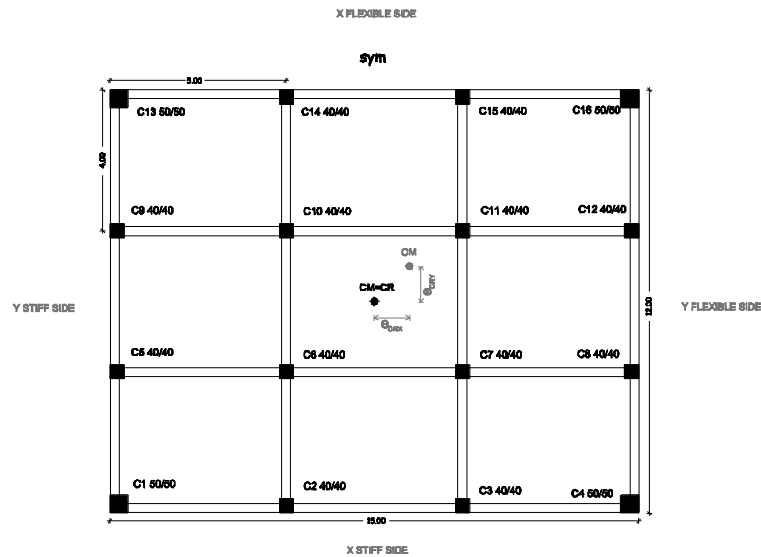 X FLEXIBLE SIDE
sym
5.00
C13 50/50
C14 40/40
C15 40/40
C16 50/50
4.00
C9 40/40
C10 40/40
C11 40/40
C12 40/40
CM
CM=CR
e_CRY
e_CRX
Y STIFF SIDE
Y FLEXIBLE SIDE
12.00
C5 40/40
C6 40/40
C7 40/40
C8 40/40
C1 50/50
C2 40/40
C3 40/40
C4 50/50
15.00
X STIFF SIDE